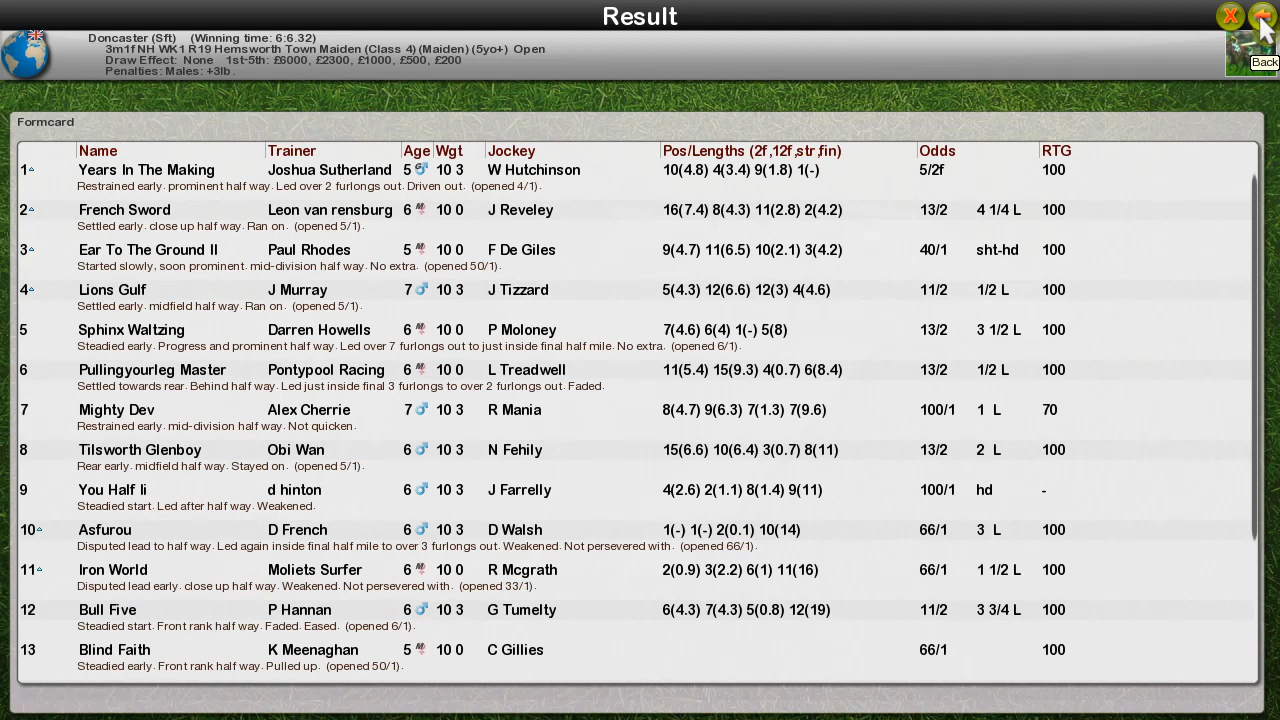 Result
Doncaster (Sft) (Winning time: 6:6.32)
3m1f NH WK1 R19 Hemsworth Town Maiden (Class 4) (Maiden) (5yo+) Open
Draw Effect: None 1st-5th: £6000, £2300, £1000, £500, £200
Penalties: Males: +3lb.
X
Back
Formcard
Name Trainer Age Wgt Jockey Pos/Lengths (2f,12f,str,fin) Odds RTG
1 Years In The Making Joshua Sutherland 5 10 3 W Hutchinson 10(4.8) 4(3.4) 9(1.8) 1(-) 5/2f 100
Restrained early. prominent half way. Led over 2 furlongs out. Driven out. (opened 4/1).
2 French Sword Leon van rensburg 6 M 10 0 J Reveley 16(7.4) 8(4.3) 11(2.8) 2(4.2) 13/2 4 1/4 L 100
Settled early. close up half way. Ran on. (opened 5/1).
3 Ear To The Ground II Paul Rhodes 5 M 10 0 F De Giles 9(4.7) 11(6.5) 10(2.1) 3(4.2) 40/1 sht-hd 100
Started slowly, soon prominent. mid-division half way. No extra. (opened 50/1).
4 Lions Gulf J Murray 7 10 3 J Tizzard 5(4.3) 12(6.6) 12(3) 4(4.6) 11/2 1/2 L 100
Settled early. midfield half way. Ran on. (opened 5/1).
5 Sphinx Waltzing Darren Howells 6 M 10 0 P Moloney 7(4.6) 6(4) 1(-) 5(8) 13/2 3 1/2 L 100
Steadied early. Progress and prominent half way. Led over 7 furlongs out to just inside final half mile. No extra. (opened 6/1).
6 Pullingyourleg Master Pontypool Racing 6 M 10 0 L Treadwell 11(5.4) 15(9.3) 4(0.7) 6(8.4) 13/2 1/2 L 100
Settled towards rear. Behind half way. Led just inside final 3 furlongs to over 2 furlongs out. Faded.
7 Mighty Dev Alex Cherrie 7 10 3 R Mania 8(4.7) 9(6.3) 7(1.3) 7(9.6) 100/1 1 L 70
Restrained early. mid-division half way. Not quicken.
8 Tilsworth Glenboy Obi Wan 6 10 3 N Fehily 15(6.6) 10(6.4) 3(0.7) 8(11) 13/2 2 L 100
Rear early. midfield half way. Stayed on. (opened 5/1).
9 You Half Ii d hinton 6 10 3 J Farrelly 4(2.6) 2(1.1) 8(1.4) 9(11) 100/1 hd -
Steadied start. Led after half way. Weakened.
10 Asfurou D French 6 10 3 D Walsh 1(-) 1(-) 2(0.1) 10(14) 66/1 3 L 100
Disputed lead to half way. Led again inside final half mile to over 3 furlongs out. Weakened. Not persevered with. (opened 66/1).
11 Iron World Moliets Surfer 6 M 10 0 R Mcgrath 2(0.9) 3(2.2) 6(1) 11(16) 66/1 1 1/2 L 100
Disputed lead early. close up half way. Weakened. Not persevered with. (opened 33/1).
12 Bull Five P Hannan 6 10 3 G Tumelty 6(4.3) 7(4.3) 5(0.8) 12(19) 11/2 3 3/4 L 100
Steadied start. Front rank half way. Faded. Eased. (opened 6/1).
13 Blind Faith K Meenaghan 5 M 10 0 C Gillies 66/1 100
Steadied early. Front rank half way. Pulled up. (opened 50/1).